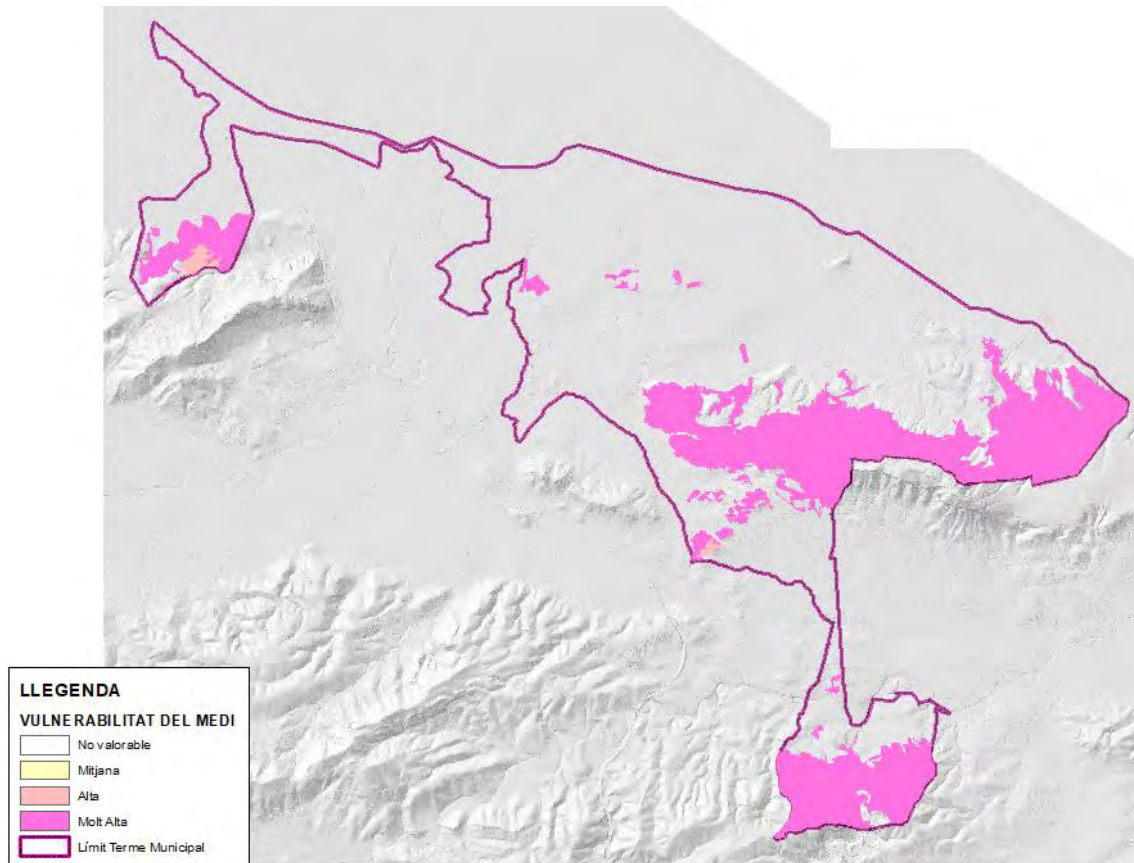 LLEGENDA
VULNERABILITAT DEL MEDI
No valorable
Mitjana
Alta
Molt Alta
Límit Terme Municipal